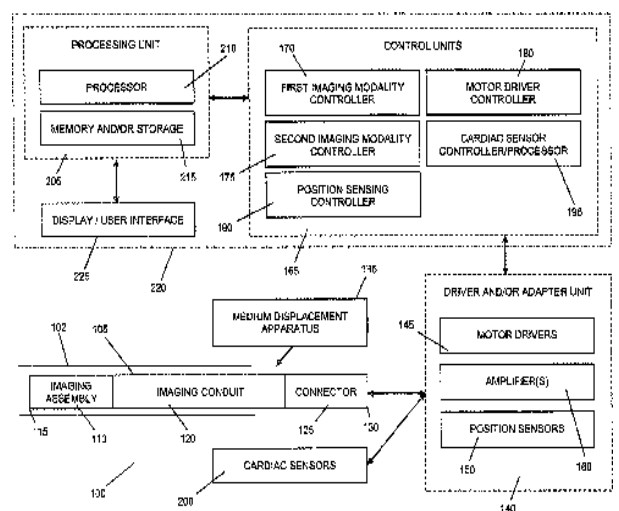 PROCESSING UNIT
210
PROCESSOR
MEMORY AND/OR STORAGE
205
215
DISPLAY / USER INTERFACE
225
220
CONTROL UNITS
170
180
FIRST IMAGING MODALITY CONTROLLER
MOTOR DRIVER CONTROLLER
SECOND IMAGING MODALITY CONTROLLER
CARDIAC SENSOR CONTROLLER/PROCESSOR
175
195
POSITION SENSING CONTROLLER
190
165
DRIVER AND/OR ADAPTER UNIT
145
MOTOR DRIVERS
AMPLIFIER(S)
POSITION SENSORS
150
160
140
MEDIUM DISPLACEMENT APPARATUS
102
IMAGING ASSEMBLY
IMAGING CONDUIT
CONNECTOR
115
110
120
125
130
100
CARDIAC SENSORS
200